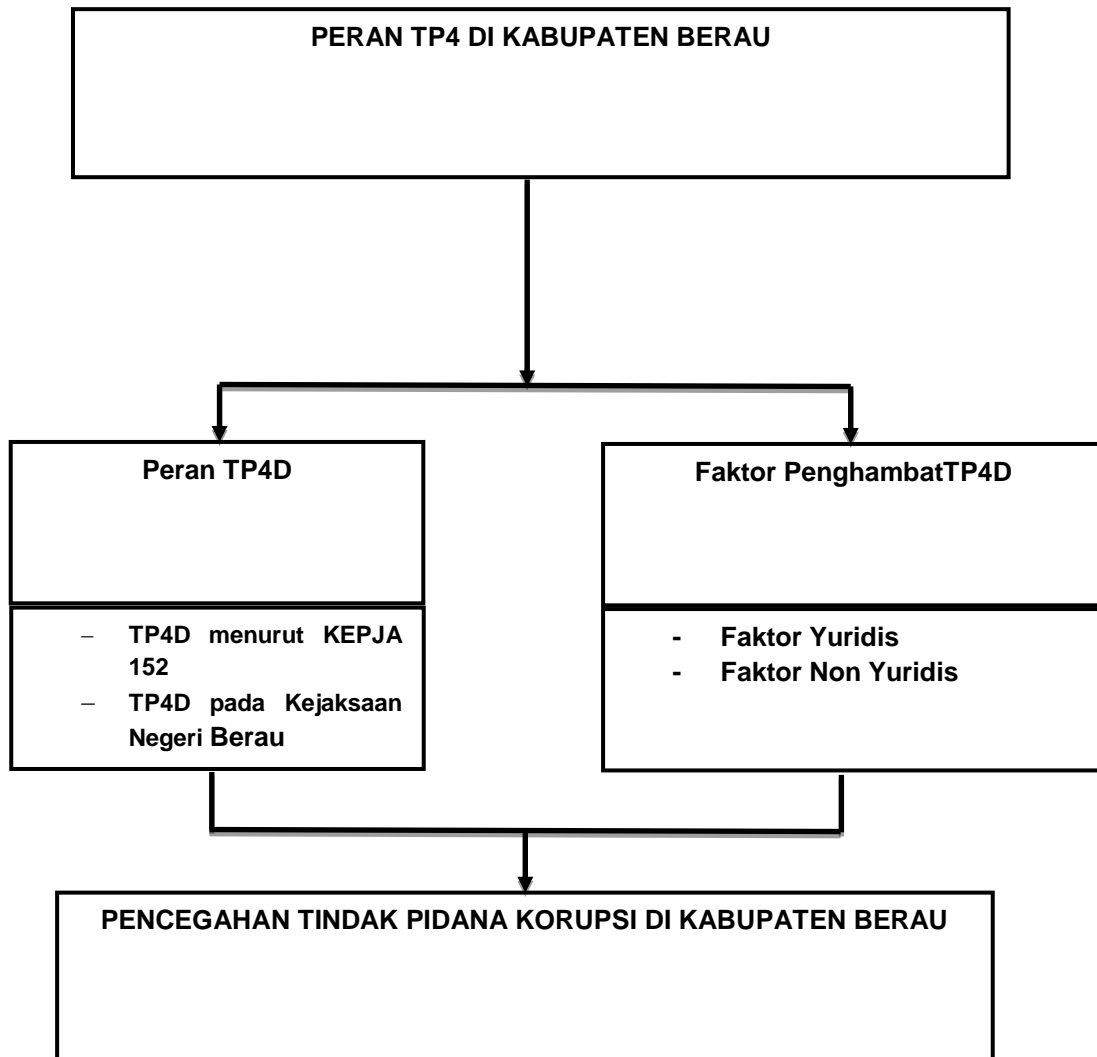 PERAN TP4 DI KABUPATEN BERAU
Peran TP4D
– TP4D menurut KEPJA
152
– TP4D pada Kejaksaan
Negeri Berau
Faktor PenghambatTP4D
- Faktor Yuridis
- Faktor Non Yuridis
PENCEGAHAN TINDAK PIDANA KORUPSI DI KABUPATEN BERAU